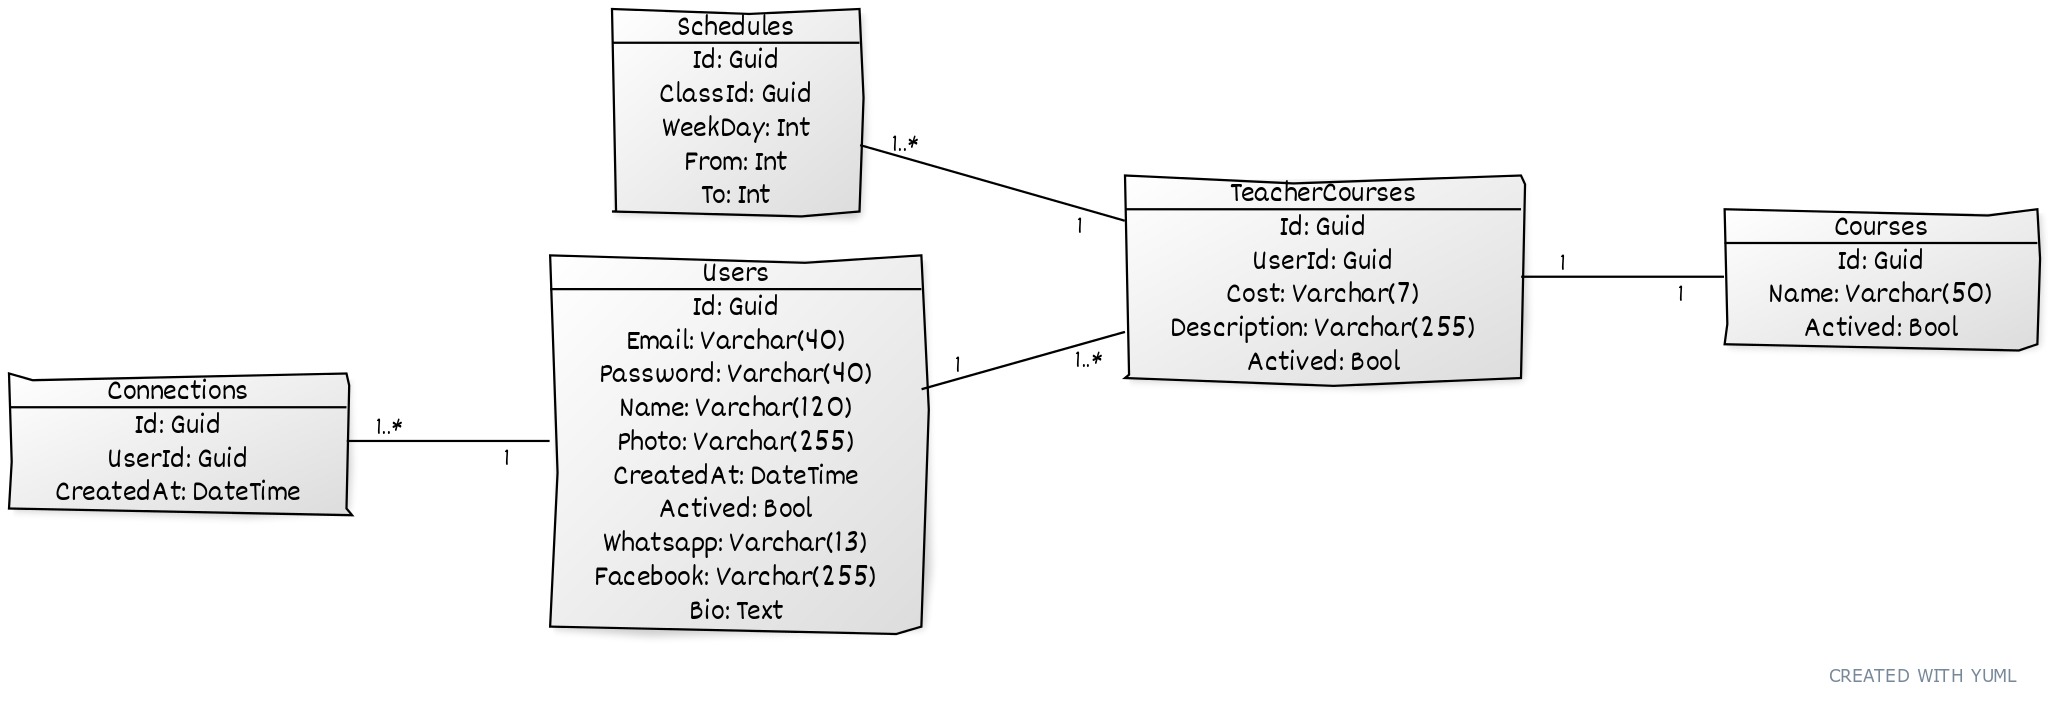 Schedules
Id: Guid
ClassId: Guid
WeekDay: Int
From: Int
To: Int
1..*
1
TeacherCourses
Id: Guid
UserId: Guid
Cost: Varchar(7)
Description: Varchar(255)
Actived: Bool
1
1
Courses
Id: Guid
Name: Varchar(50)
Actived: Bool
Users
Id: Guid
Email: Varchar(40)
Password: Varchar(40)
Name: Varchar(120)
Photo: Varchar(255)
CreatedAt: DateTime
Actived: Bool
Whatsapp: Varchar(13)
Facebook: Varchar(255)
Bio: Text
1
1..*
Connections
Id: Guid
UserId: Guid
CreatedAt: DateTime
1..*
1
CREATED WITH YUML